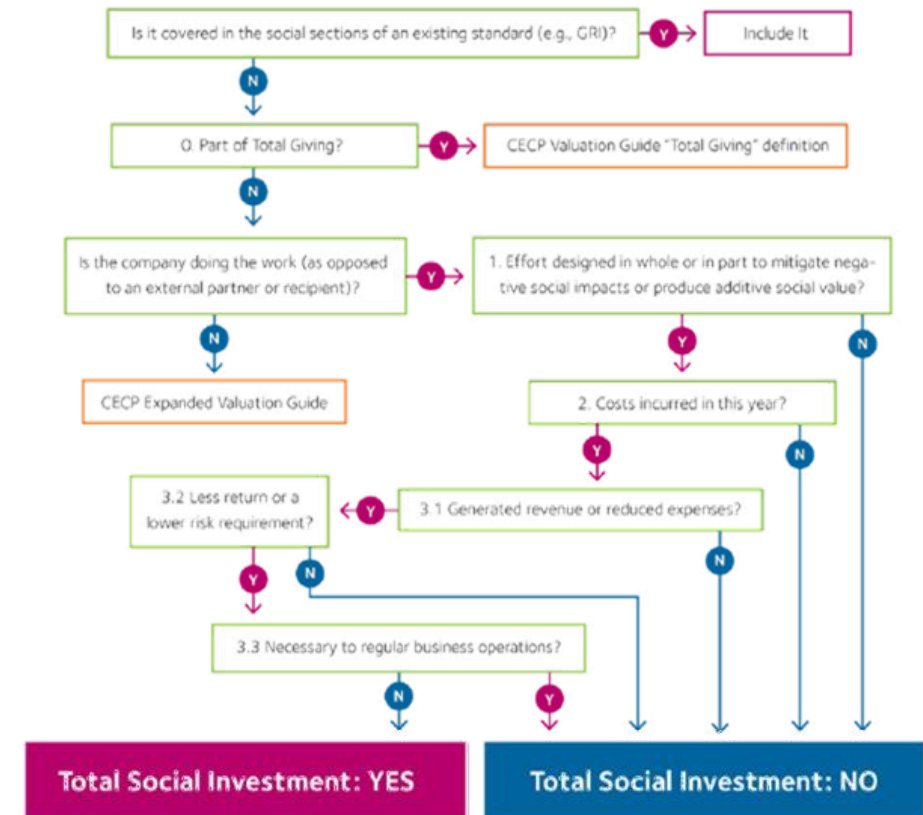 Is it covered in the social sections of an existing standard (e.g., GRI)?
Y
Include It
N
0. Part of Total Giving?
Y
CECP Valuation Guide "Total Giving" definition
N
Is the company doing the work (as opposed
to an external partner or recipient)?
Y
1. Effort designed in whole or in part to mitigate nega-
tive social impacts or produce additive social value?
N
Y
N
CECP Expanded Valuation Guide
2. Costs incurred in this year?
Y
N
3.2 Less return or a
lower risk requirement?
Y
3.1 Generated revenue or reduced expenses?
Y
N
N
3.3 Necessary to regular business operations?
N
Y
Total Social Investment: YES
Total Social Investment: NO